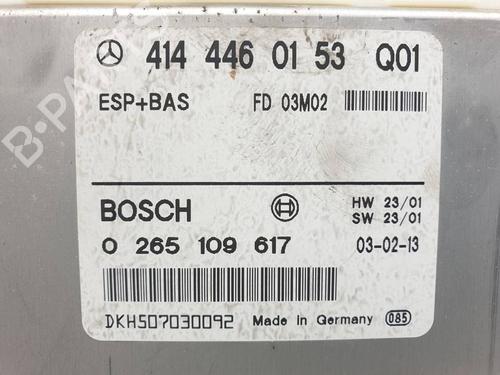 414 446 01 53 Q01
ESP+BAS FD 03M02
BOSCH HW 23/01
SW 23/01
0 265 109 617 03-02-13
DKH507030092 Made in Germany 085
B-PARTS